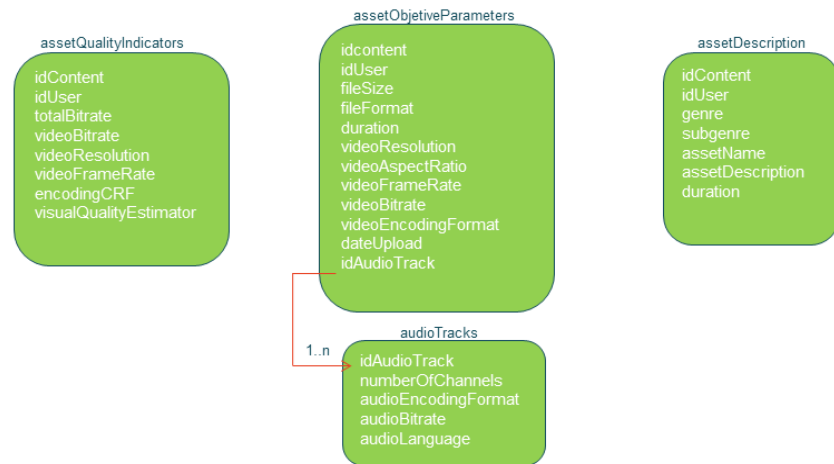 assetQualityIndicators
idContent
idUser
totalBitrate
videoBitrate
videoResolution
videoFrameRate
encodingCRF
visualQualityEstimator
assetObjetiveParameters
idcontent
idUser
fileSize
fileFormat
duration
videoResolution
videoAspectRatio
videoFrameRate
videoBitrate
videoEncodingFormat
dateUpload
idAudioTrack
assetDescription
idContent
idUser
genre
subgenre
assetName
assetDescription
duration
1..n
audioTracks
idAudioTrack
numberOfChannels
audioEncodingFormat
audioBitrate
audioLanguage